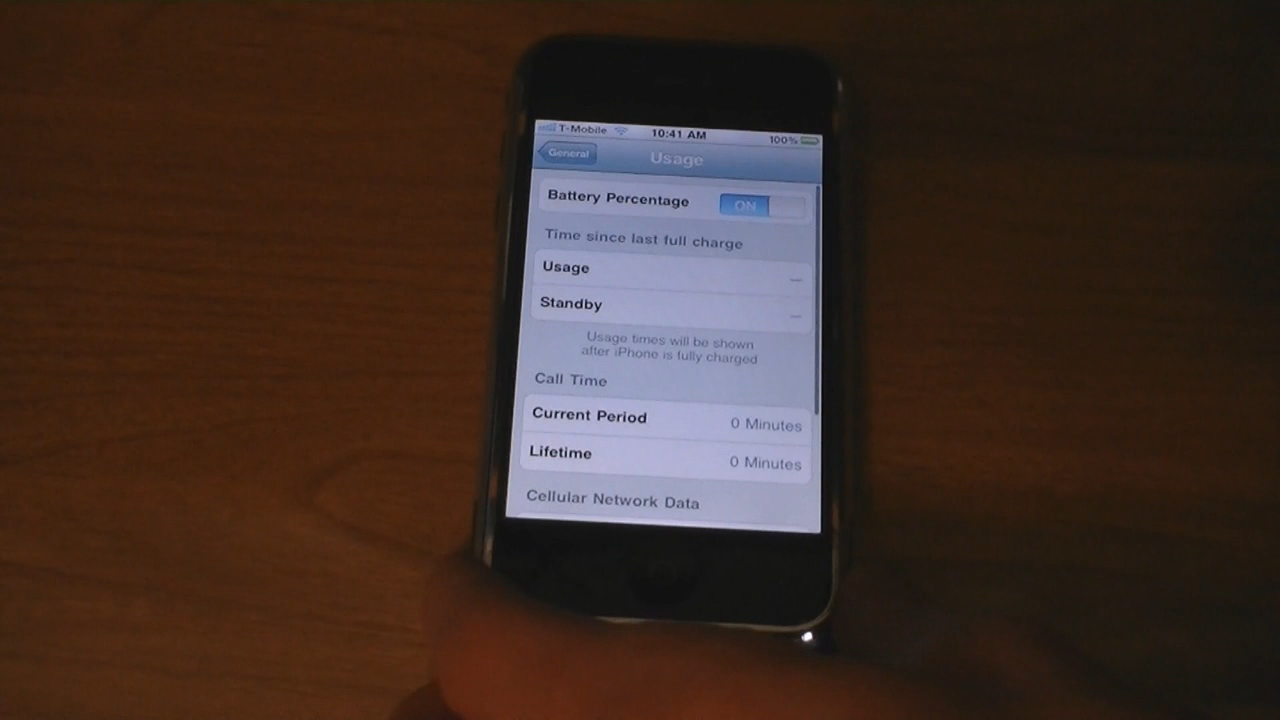 T-Mobile 10:41 AM 100%
General Usage
Battery Percentage ON
Time since last full charge
Usage –
Standby –
Usage times will be shown
after iPhone is fully charged
Call Time
Current Period 0 Minutes
Lifetime 0 Minutes
Cellular Network Data